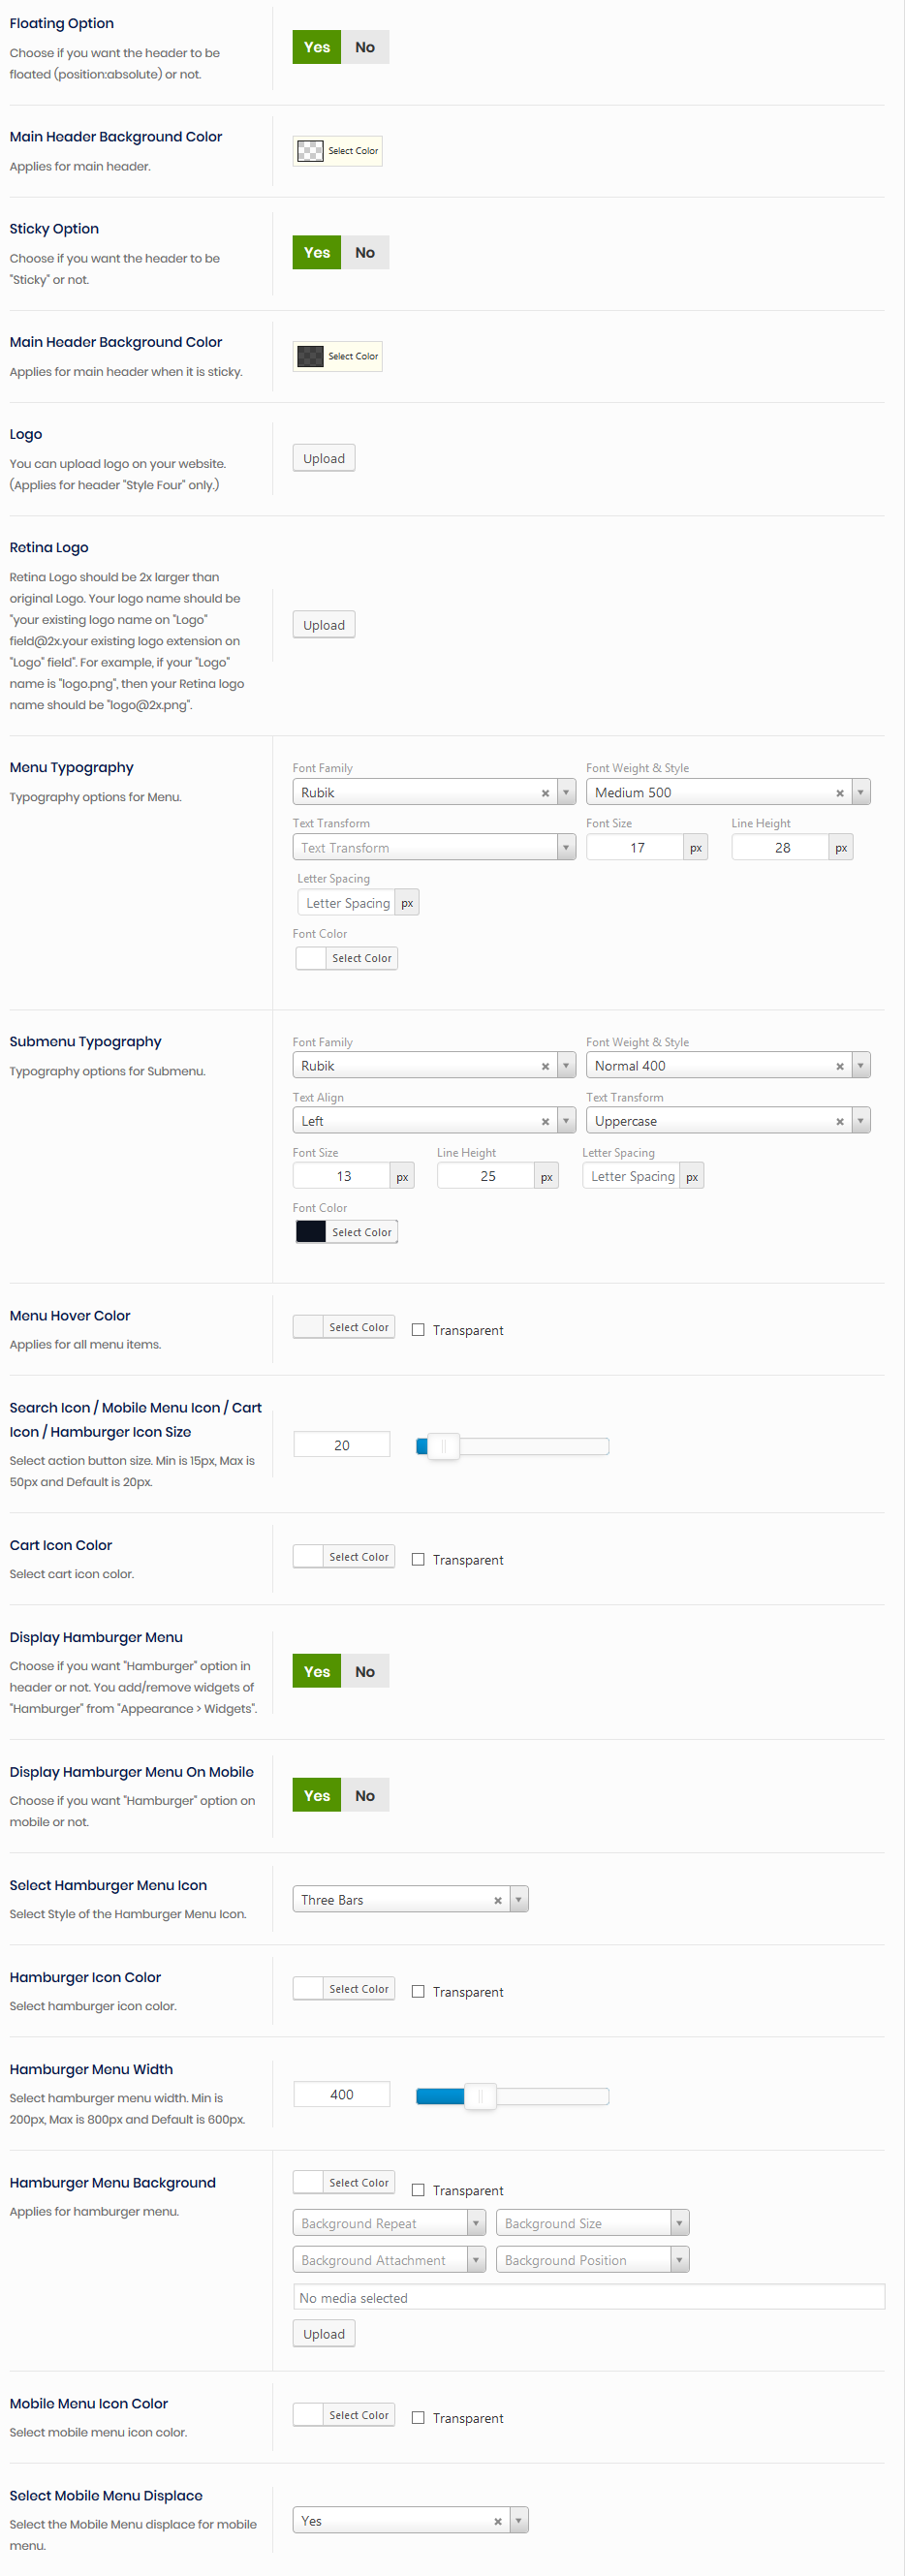 Floating Option
Choose if you want the header to be
floated (position:absolute) or not.
Yes No
Main Header Background Color
Applies for main header.
Select Color
Sticky Option
Choose if you want the header to be
"Sticky" or not.
Yes No
Main Header Background Color
Applies for main header when it is sticky.
Select Color
Logo
You can upload logo on your website.
(Applies for header "Style Four" only.)
Upload
Retina Logo
Retina Logo should be 2x larger than
original Logo. Your logo name should be
"your existing logo name on "Logo"
field@2x.your existing logo extension on
"Logo" field". For example, if your "Logo"
name is "logo.png", then your Retina logo
name should be "logo@2x.png".
Upload
Menu Typography
Typography options for Menu.
Font Family Font Weight & Style
Rubik Medium 500
Text Transform Font Size Line Height
Text Transform 17 px 28 px
Letter Spacing
Letter Spacing px
Font Color
Select Color
Submenu Typography
Typography options for Submenu.
Font Family Font Weight & Style
Rubik Normal 400
Text Align Text Transform
Left Uppercase
Font Size Line Height Letter Spacing
13 px 25 px Letter Spacing px
Font Color
Select Color
Menu Hover Color
Applies for all menu items.
Select Color Transparent
Search Icon / Mobile Menu Icon / Cart
Icon / Hamburger Icon Size
Select action button size. Min is 15px, Max is
50px and Default is 20px.
20
Cart Icon Color
Select cart icon color.
Select Color Transparent
Display Hamburger Menu
Choose if you want "Hamburger" option in
header or not. You add/remove widgets of
"Hamburger" from "Appearance > Widgets".
Yes No
Display Hamburger Menu On Mobile
Choose if you want "Hamburger" option on
mobile or not.
Yes No
Select Hamburger Menu Icon
Select Style of the Hamburger Menu Icon.
Three Bars
Hamburger Icon Color
Select hamburger icon color.
Select Color Transparent
Hamburger Menu Width
Select hamburger menu width. Min is
200px, Max is 800px and Default is 600px.
400
Hamburger Menu Background
Applies for hamburger menu.
Select Color Transparent
Background Repeat Background Size
Background Attachment Background Position
No media selected
Upload
Mobile Menu Icon Color
Select mobile menu icon color.
Select Color Transparent
Select Mobile Menu Displace
Select the Mobile Menu displace for mobile
menu.
Yes